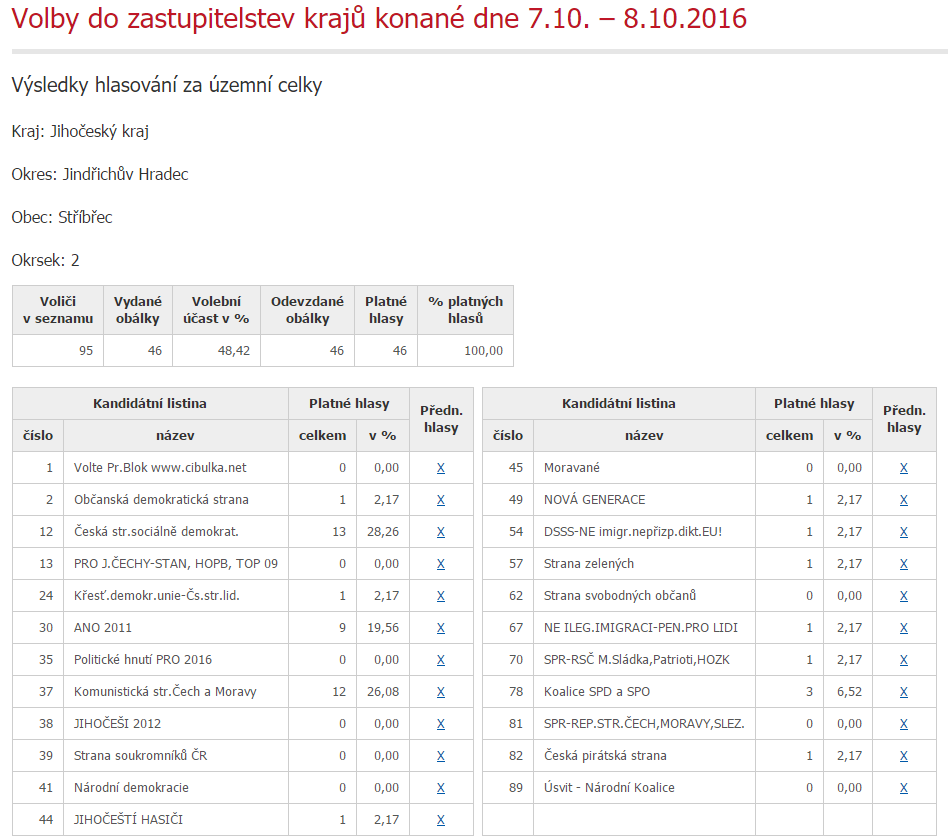 Volby do zastupitelstev krajů konané dne 7.10. – 8.10.2016
Výsledky hlasování za územní celky
Kraj: Jihočeský kraj
Okres: Jindřichův Hradec
Obec: Stříbřec
Okrsek: 2
Voliči v seznamu Vydané obálky Volební účast v % Odevzdané obálky Platné hlasy % platných hlasů
95 46 48,42 46 46 100,00
Kandidátní listina Platné hlasy Předn. hlasy
číslo název celkem v %
1 Volte Pr.Blok www.cibulka.net 0 0,00 X
2 Občanská demokratická strana 1 2,17 X
12 Česká str.sociálně demokrat. 13 28,26 X
13 PRO J.ČECHY-STAN, HOPB, TOP 09 0 0,00 X
24 Křesť.demokr.unie-Čs.str.lid. 1 2,17 X
30 ANO 2011 9 19,56 X
35 Politické hnutí PRO 2016 0 0,00 X
37 Komunistická str.Čech a Moravy 12 26,08 X
38 JIHOČEŠI 2012 0 0,00 X
39 Strana soukromníků ČR 0 0,00 X
41 Národní demokracie 0 0,00 X
44 JIHOČEŠTÍ HASIČI 1 2,17 X
Kandidátní listina Platné hlasy Předn. hlasy
číslo název celkem v %
45 Moravané 0 0,00 X
49 NOVÁ GENERACE 1 2,17 X
54 DSSS-NE imigr.nepřizp.dikt.EU! 1 2,17 X
57 Strana zelených 1 2,17 X
62 Strana svobodných občanů 0 0,00 X
67 NE ILEG.IMIGRACI-PEN.PRO LIDI 1 2,17 X
70 SPR-RSČ M.Sládka,Patrioti,HOZK 1 2,17 X
78 Koalice SPD a SPO 3 6,52 X
81 SPR-REP.STR.ČECH,MORAVY,SLEZ. 0 0,00 X
82 Česká pirátská strana 1 2,17 X
89 Úsvit - Národní Koalice 0 0,00 X